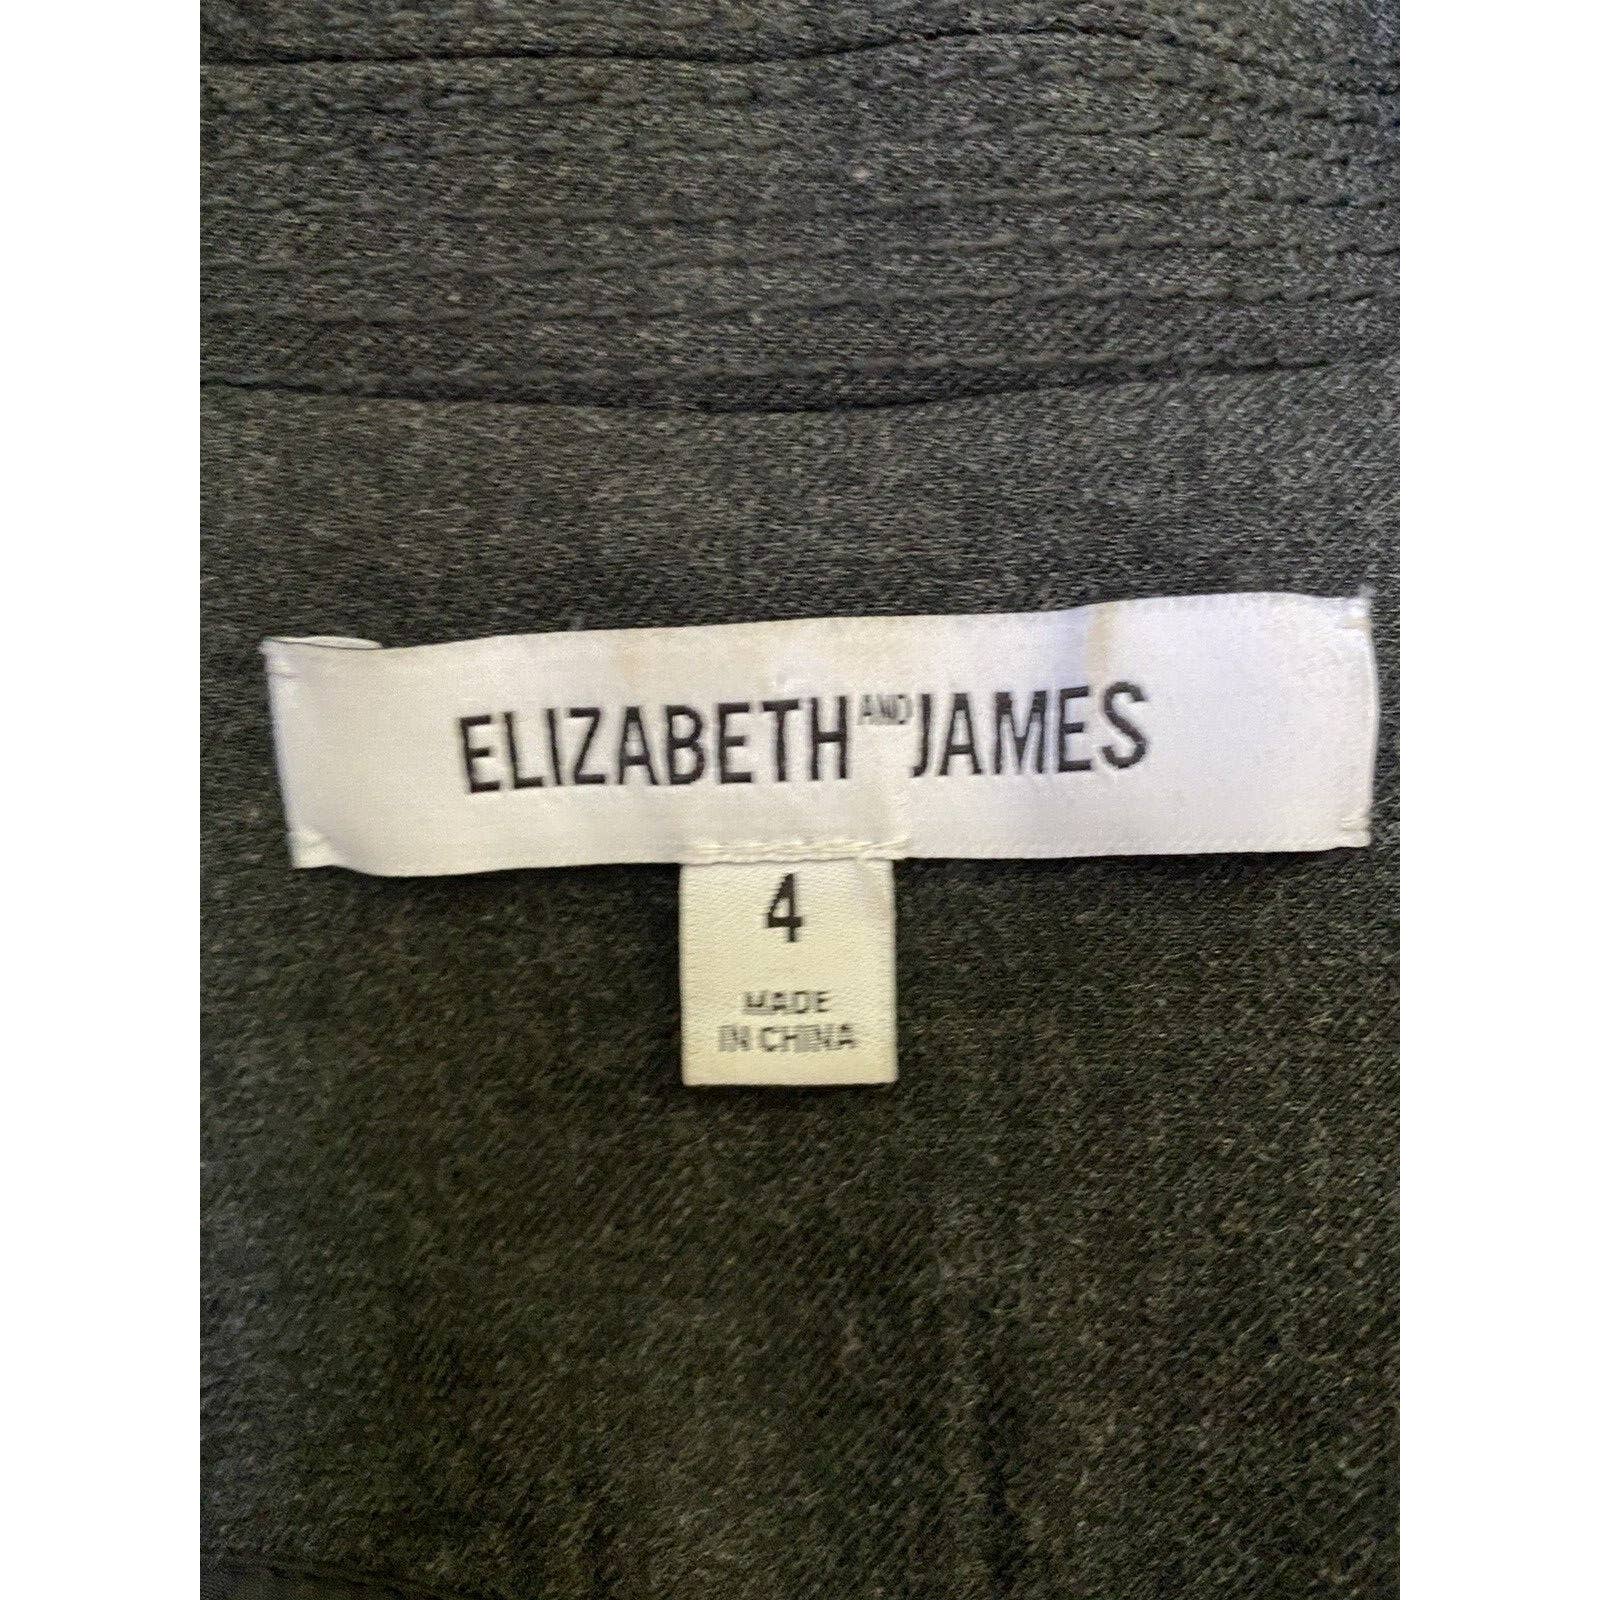 ELIZABETH AND JAMES
4
MADE
IN CHINA